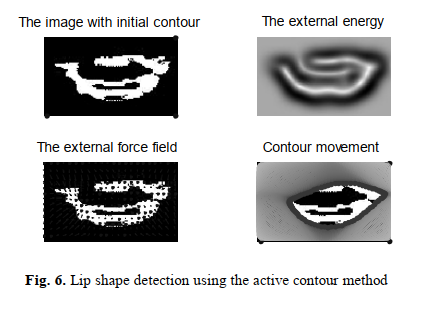 The image with initial contour
The external energy
The external force field
Contour movement
Fig. 6. Lip shape detection using the active contour method